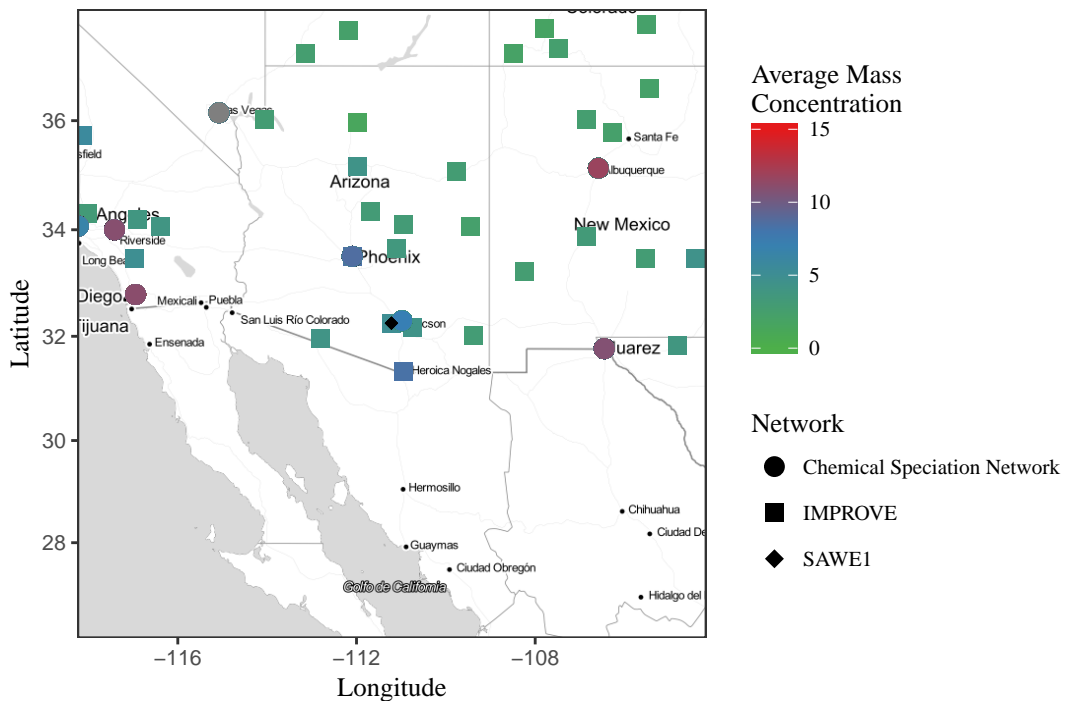 Colorado
36
34
32
30
28
Latitude
as Vegas
sfield
Santa Fe
Albuquerque
Arizona
Angeles
Riverside
New Mexico
Long Bea
Phoenix
Diego
Mexicali
Puebla
ijuana
San Luis Río Colorado
cson
Ensenada
uarez
Heroica Nogales
Hermosillo
Chihuahua
Ciudad De
Guaymas
Ciudad Obregón
Golfo de California
Hidalgo del
−116
−112
−108
Longitude
Average Mass
Concentration
15
10
5
0
Network
Chemical Speciation Network
IMPROVE
SAWE1